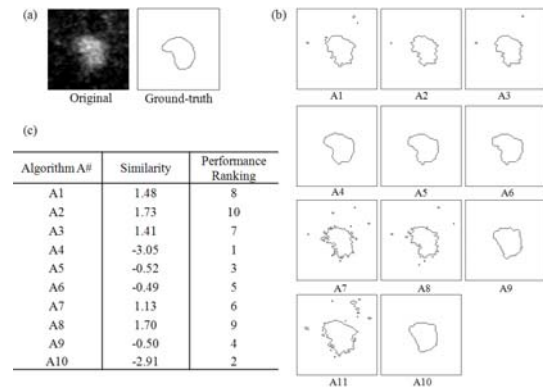 (a)
Original
Ground-truth
(b)
A1
A2
A3
A4
A5
A6
A7
A8
A9
A11
A10
(c)
Algorithm A# Similarity Performance Ranking
A1 1.48 8
A2 1.73 10
A3 1.41 7
A4 -3.05 1
A5 -0.52 3
A6 -0.49 5
A7 1.13 6
A8 1.70 9
A9 -0.50 4
A10 -2.91 2